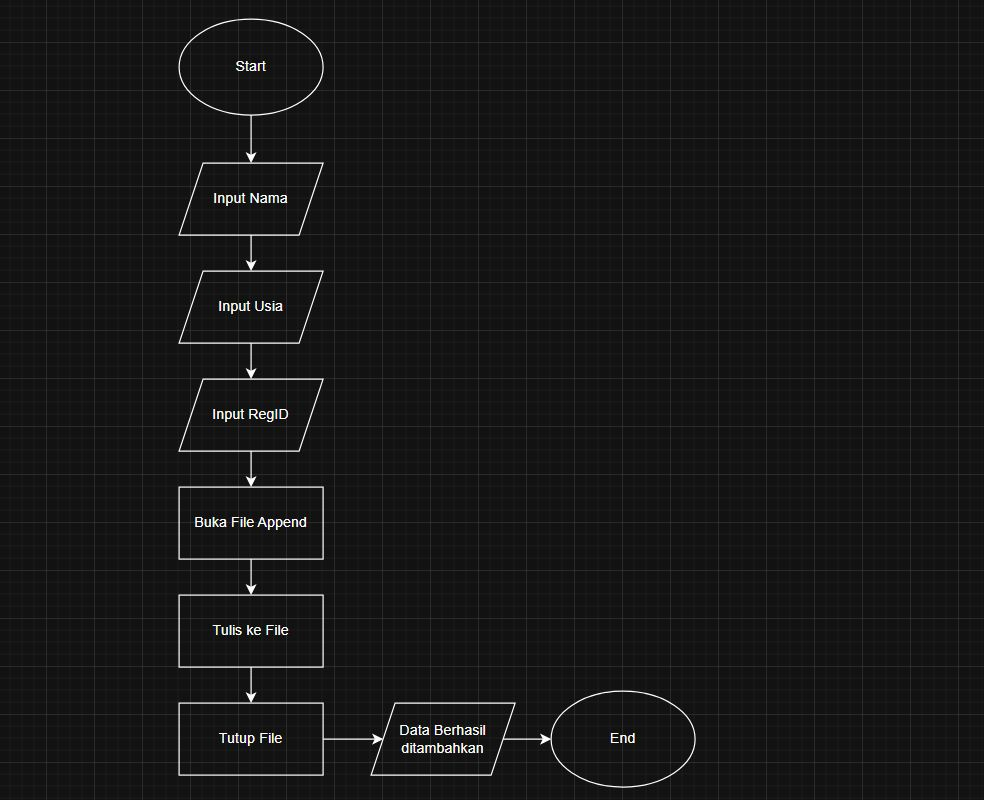 Start
Input Nama
Input Usia
Input RegID
Buka File Append
Tulis ke File
Tutup File
Data Berhasil
ditambahkan
End